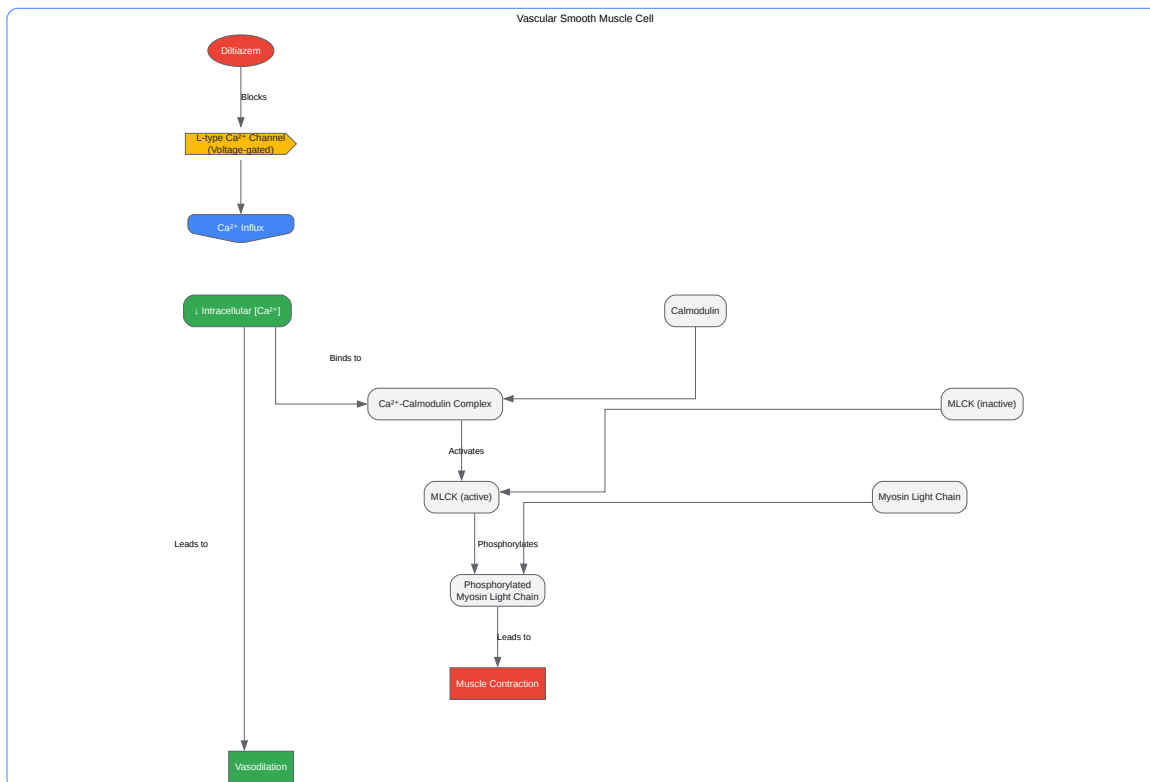 Vascular Smooth Muscle Cell
Diltiazem
Blocks
L-type Ca²⁺ Channel
(Voltage-gated)
Ca²⁺ Influx
↓ Intracellular [Ca²⁺]
Calmodulin
Binds to
Ca²⁺-Calmodulin Complex
MLCK (inactive)
Activates
MLCK (active)
Myosin Light Chain
Leads to
Phosphorylates
Phosphorylated
Myosin Light Chain
Leads to
Muscle Contraction
Vasodilation